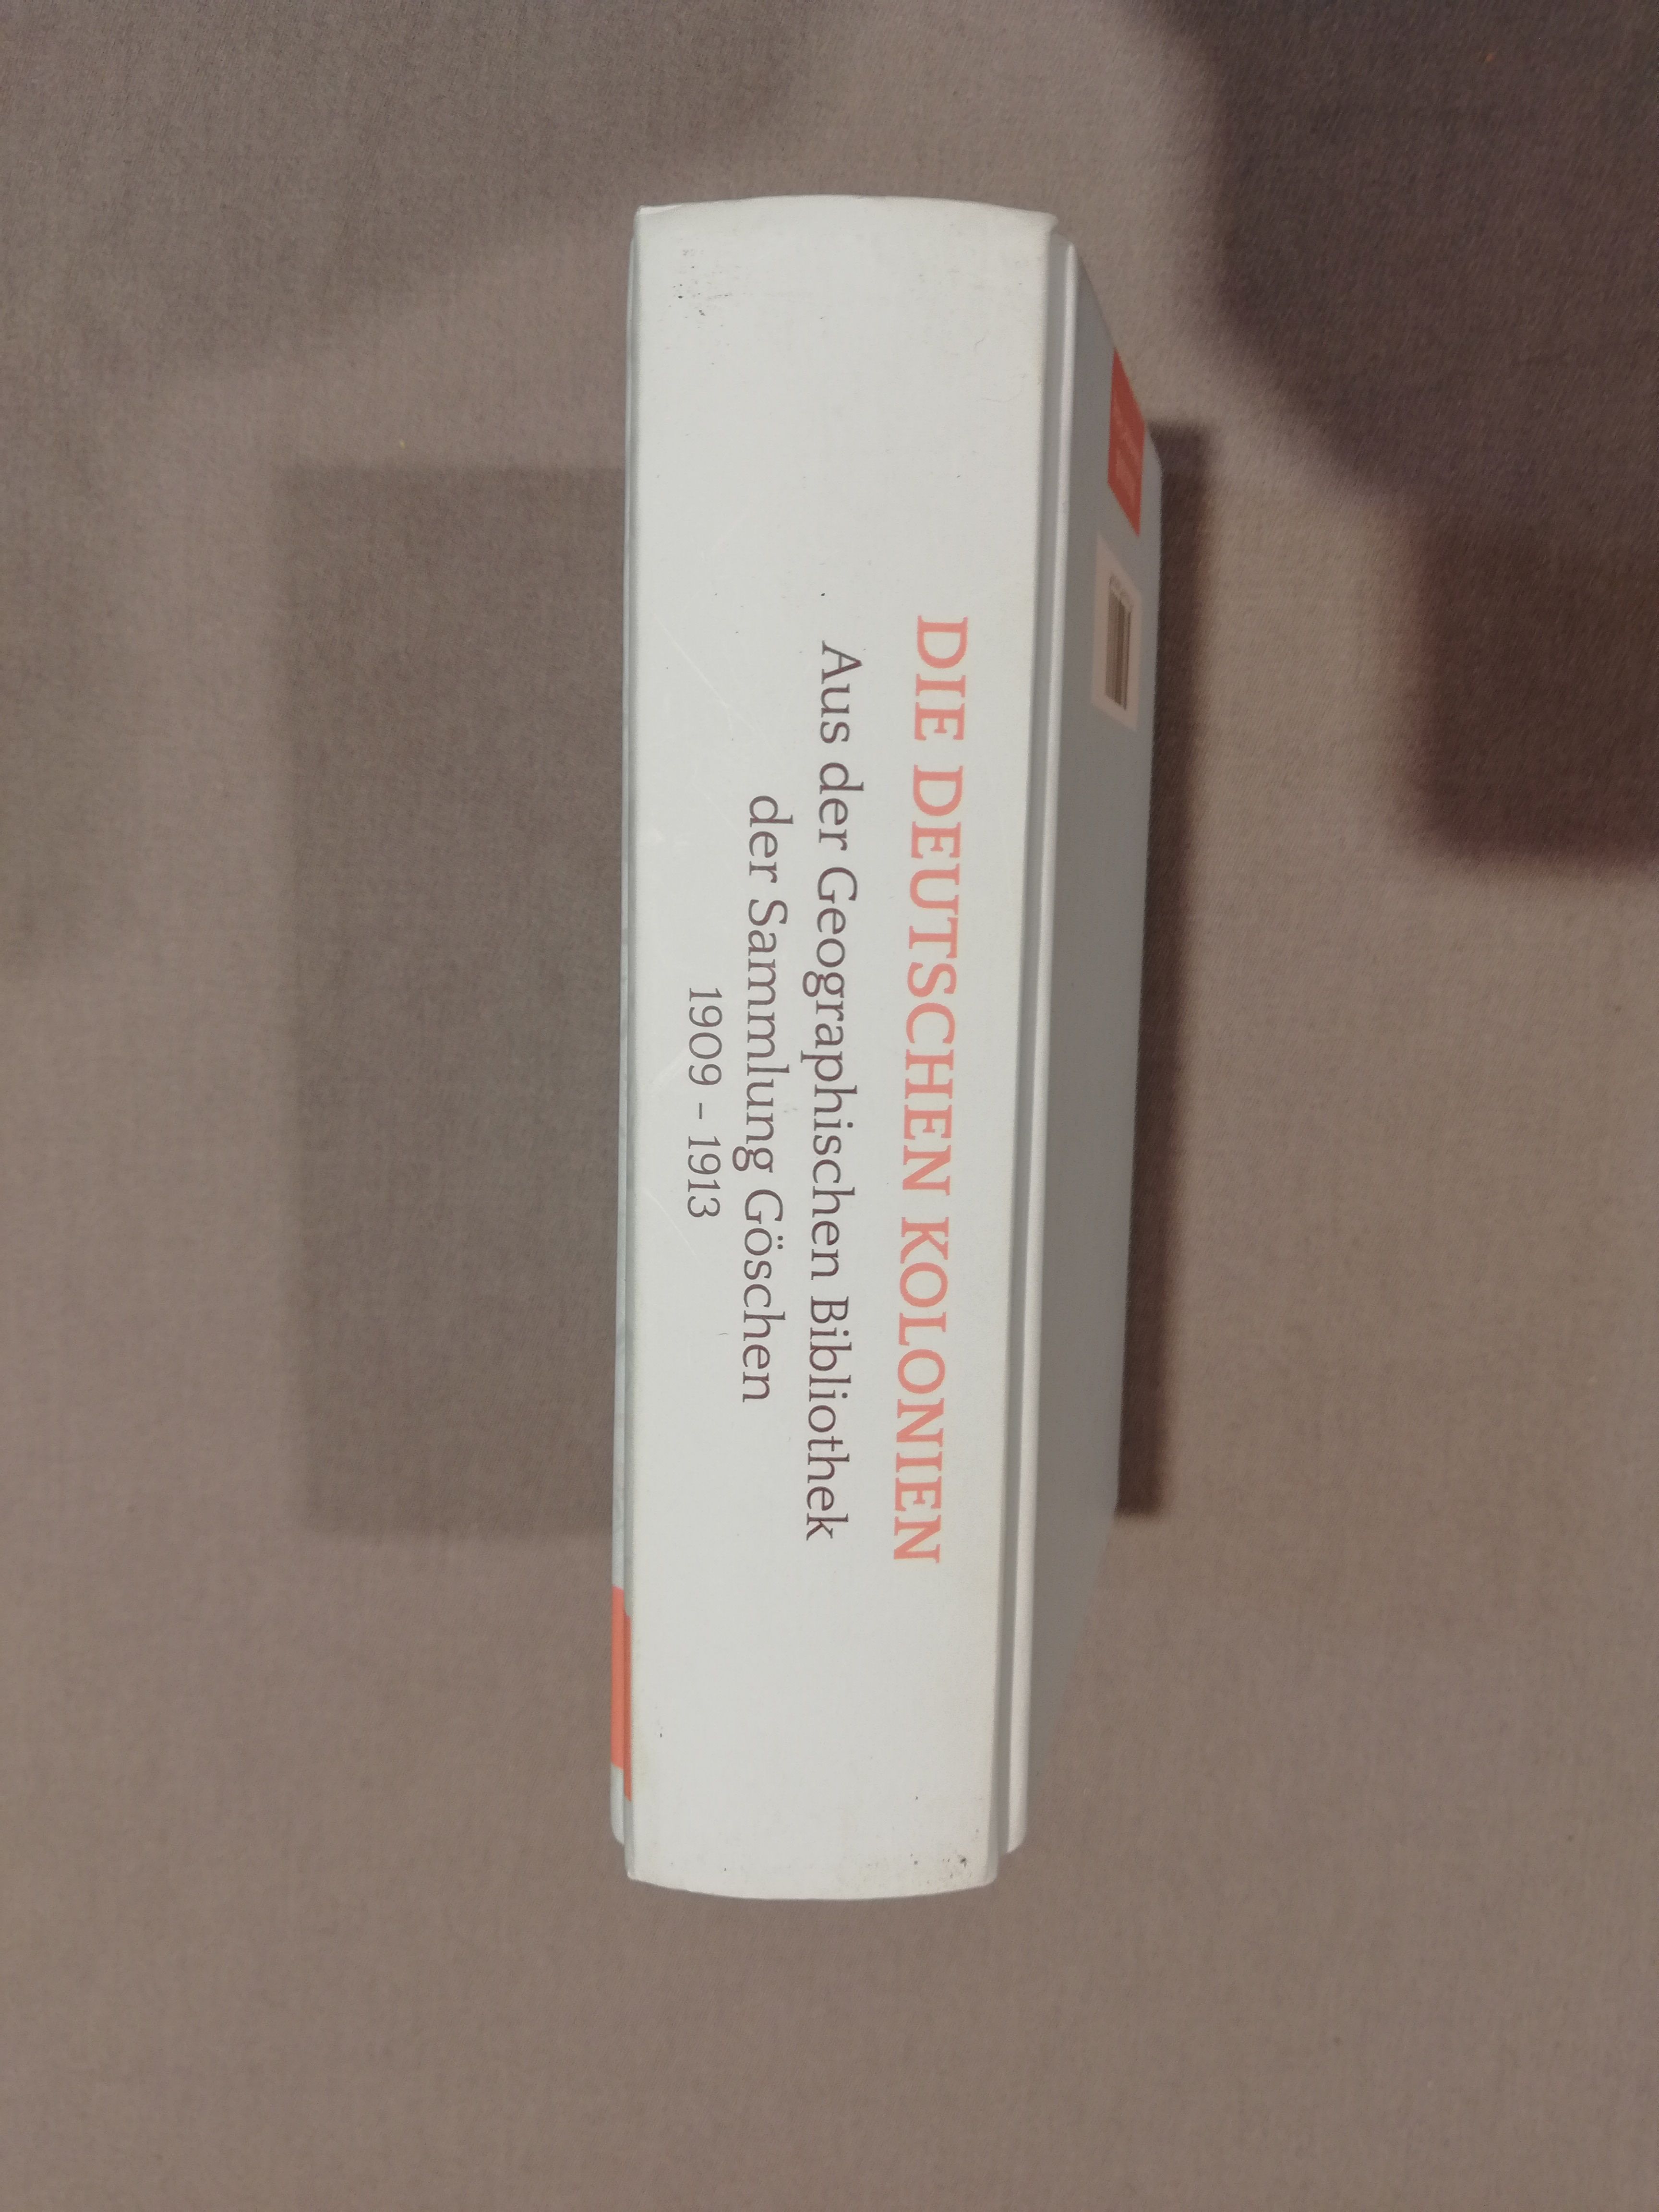 DIE DEUTSCHEN KOLONIEN
Aus der Geographischen Bibliothek
der Sammlung Göschen
1909 – 1913